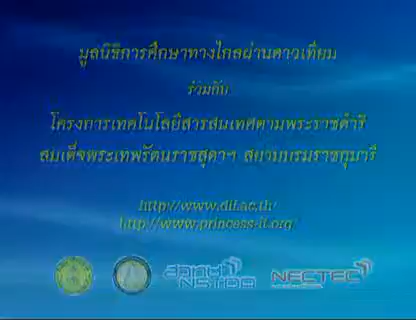 มูลนิธิการศึกษาทางไกลผ่านดาวเทียม
ร่วมกับ
โครงการเทคโนโลยีสารสนเทศตามพระราชดำริ
สมเด็จพระเทพรัตนราชสุดาฯ สยามบรมราชกุมารี
http://www.dlf.ac.th
http://www.princess-it.org
สวทช
NSTDA
NECTEC